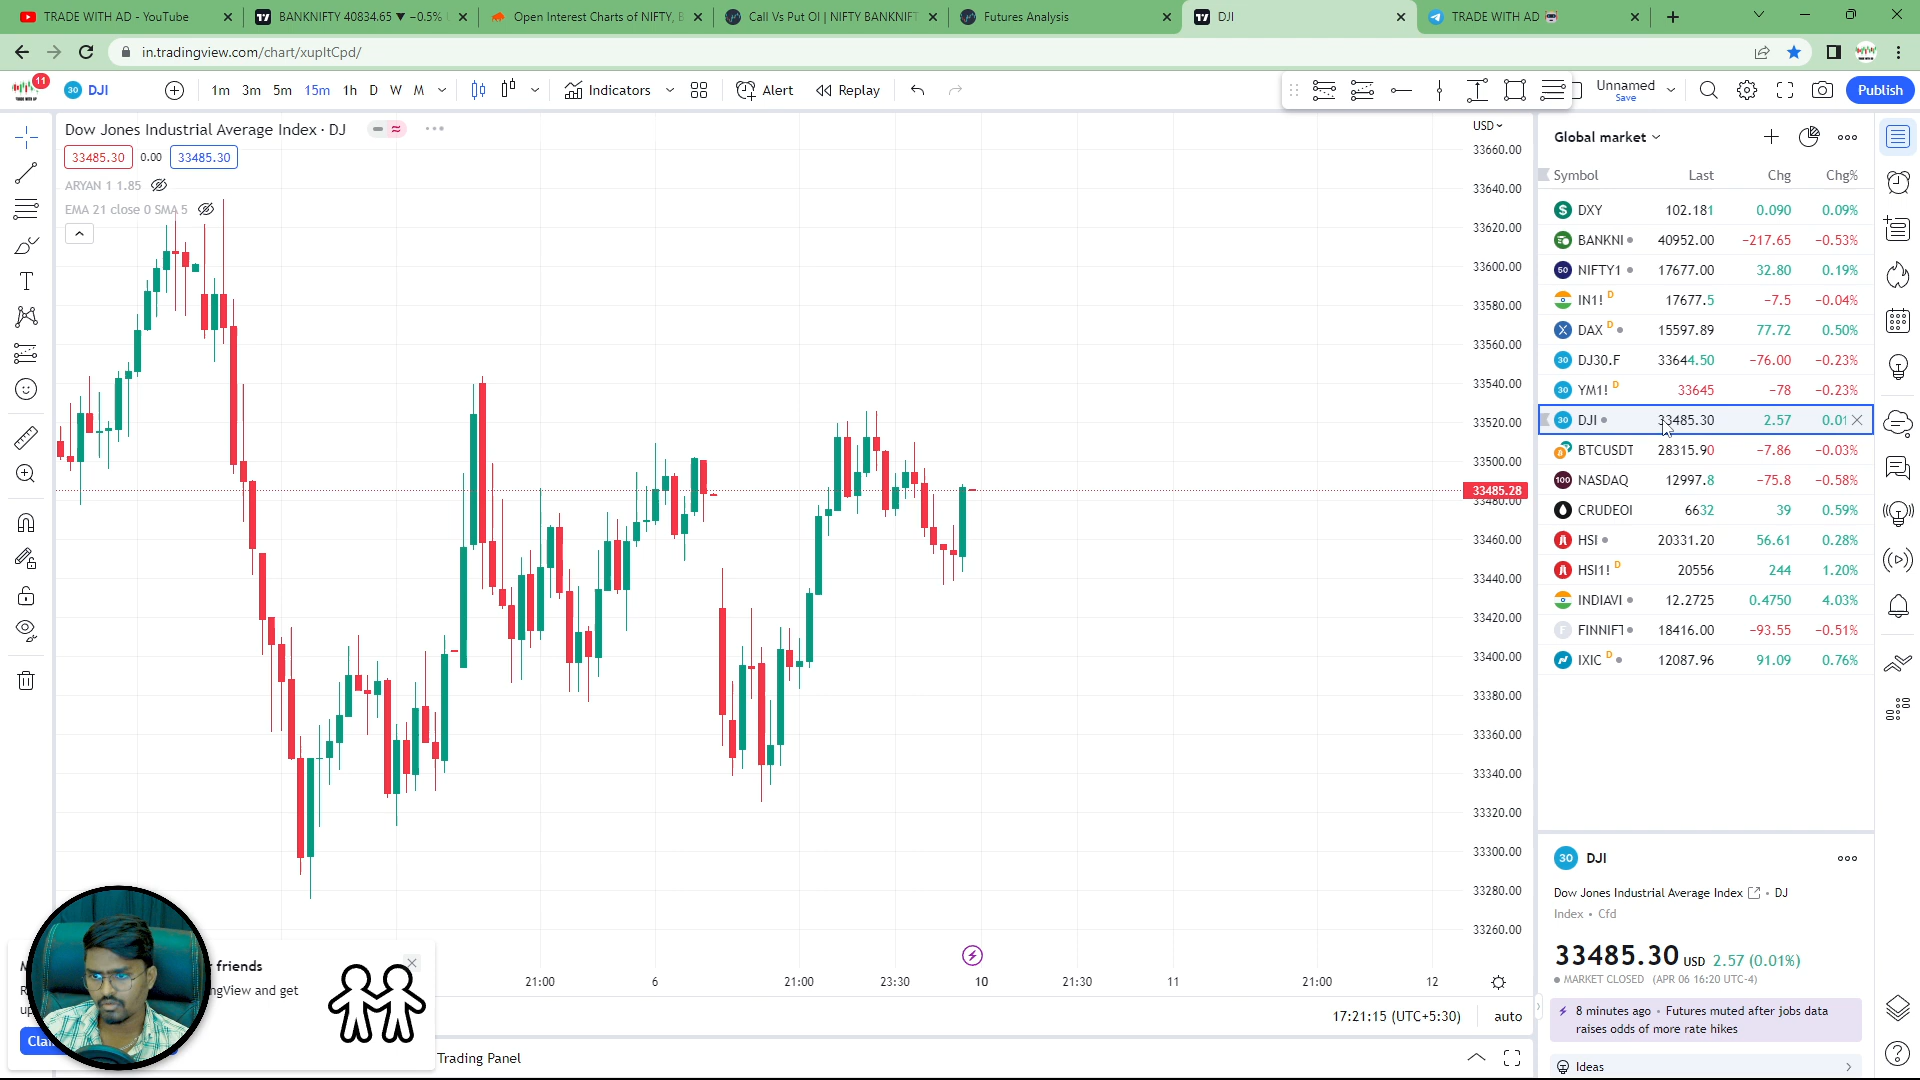 TRADE WITH AD - YouTube
BANKNIFTY 40834.65 ▼ −0.5%
Open Interest Charts of NIFTY, B
Call Vs Put OI | NIFTY BANKNIFT
Futures Analysis
DJI
TRADE WITH AD
in.tradingview.com/chart/xupItCpd/
11
30 DJI
1m 3m 5m 15m 1h D W M
Indicators
Alert
Replay
Unnamed
Save
Publish
Dow Jones Industrial Average Index · DJ
33485.30 0.00 33485.30
ARYAN 1 1.85
EMA 21 close 0 SMA 5
USD
33660.00
33640.00
33620.00
33600.00
33580.00
33560.00
33540.00
33520.00
33500.00
33485.28
33480.00
33460.00
33440.00
33420.00
33400.00
33380.00
33360.00
33340.00
33320.00
33300.00
33280.00
33260.00
21:00 6 21:00 23:30 10 21:30 11 21:00 12
17:21:15 (UTC+5:30) auto
Trading Panel
friends
ngView and get
Global market
Symbol Last Chg Chg%
DXY 102.181 0.090 0.09%
BANKNI 40952.00 −217.65 −0.53%
50 NIFTY1 17677.00 32.80 0.19%
IN1! D 17677.5 −7.5 −0.04%
DAX D 15597.89 77.72 0.50%
30 DJ30.F 33644.50 −76.00 −0.23%
30 YM1! D 33645 −78 −0.23%
30 DJI 33485.30 2.57 0.01
BTCUSDT 28315.90 −7.86 −0.03%
100 NASDAQ 12997.8 −75.8 −0.58%
CRUDEOI 6632 39 0.59%
HSI 20331.20 56.61 0.28%
HSI1! D 20556 244 1.20%
INDIAVI 12.2725 0.4750 4.03%
F FINNIFT 18416.00 −93.55 −0.51%
IXIC D 12087.96 91.09 0.76%
30 DJI
Dow Jones Industrial Average Index • DJ
Index • Cfd
33485.30 USD 2.57 (0.01%)
MARKET CLOSED (APR 06 16:20 UTC-4)
8 minutes ago • Futures muted after jobs data
raises odds of more rate hikes
Ideas